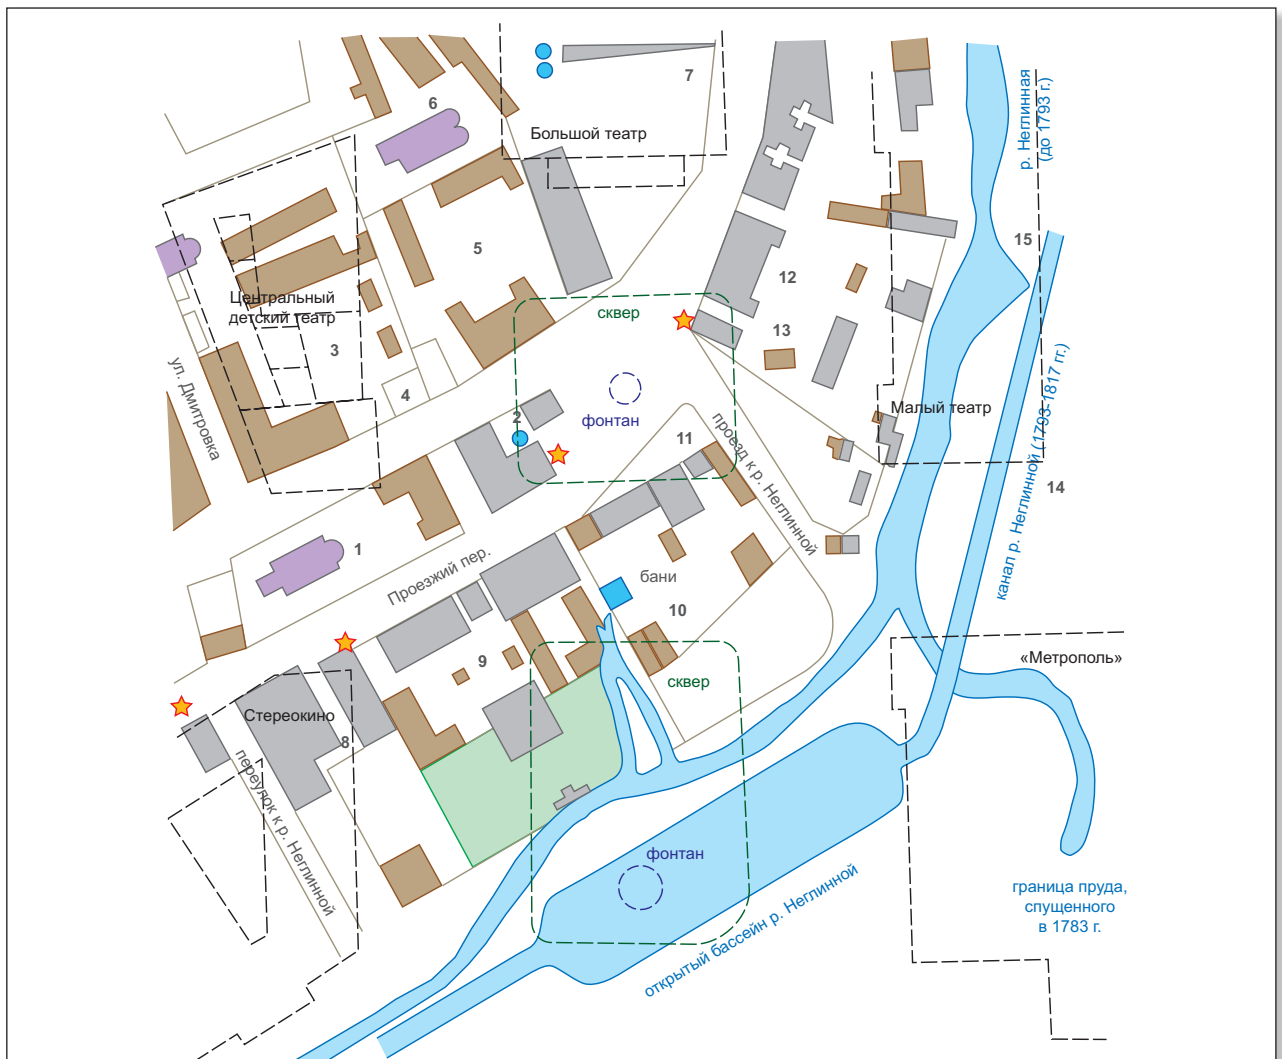 6
7
Большой театр
р. Неглинная
(до 1793 г.)
15
5
12
Центральный
детский театр
сквер
13
3
ул. Дмитровка
4
2
фонтан
11
Малый театр
проезд к р. Неглинной
канал р. Неглинной (1793-1817 гг.)
14
1
Проезжий пер.
бани
10
9
сквер
«Метрополь»
Стереокино
8
переулок к р. Неглинной
фонтан
открытый бассейн р. Неглинной
граница пруда,
спущенного
в 1783 г.